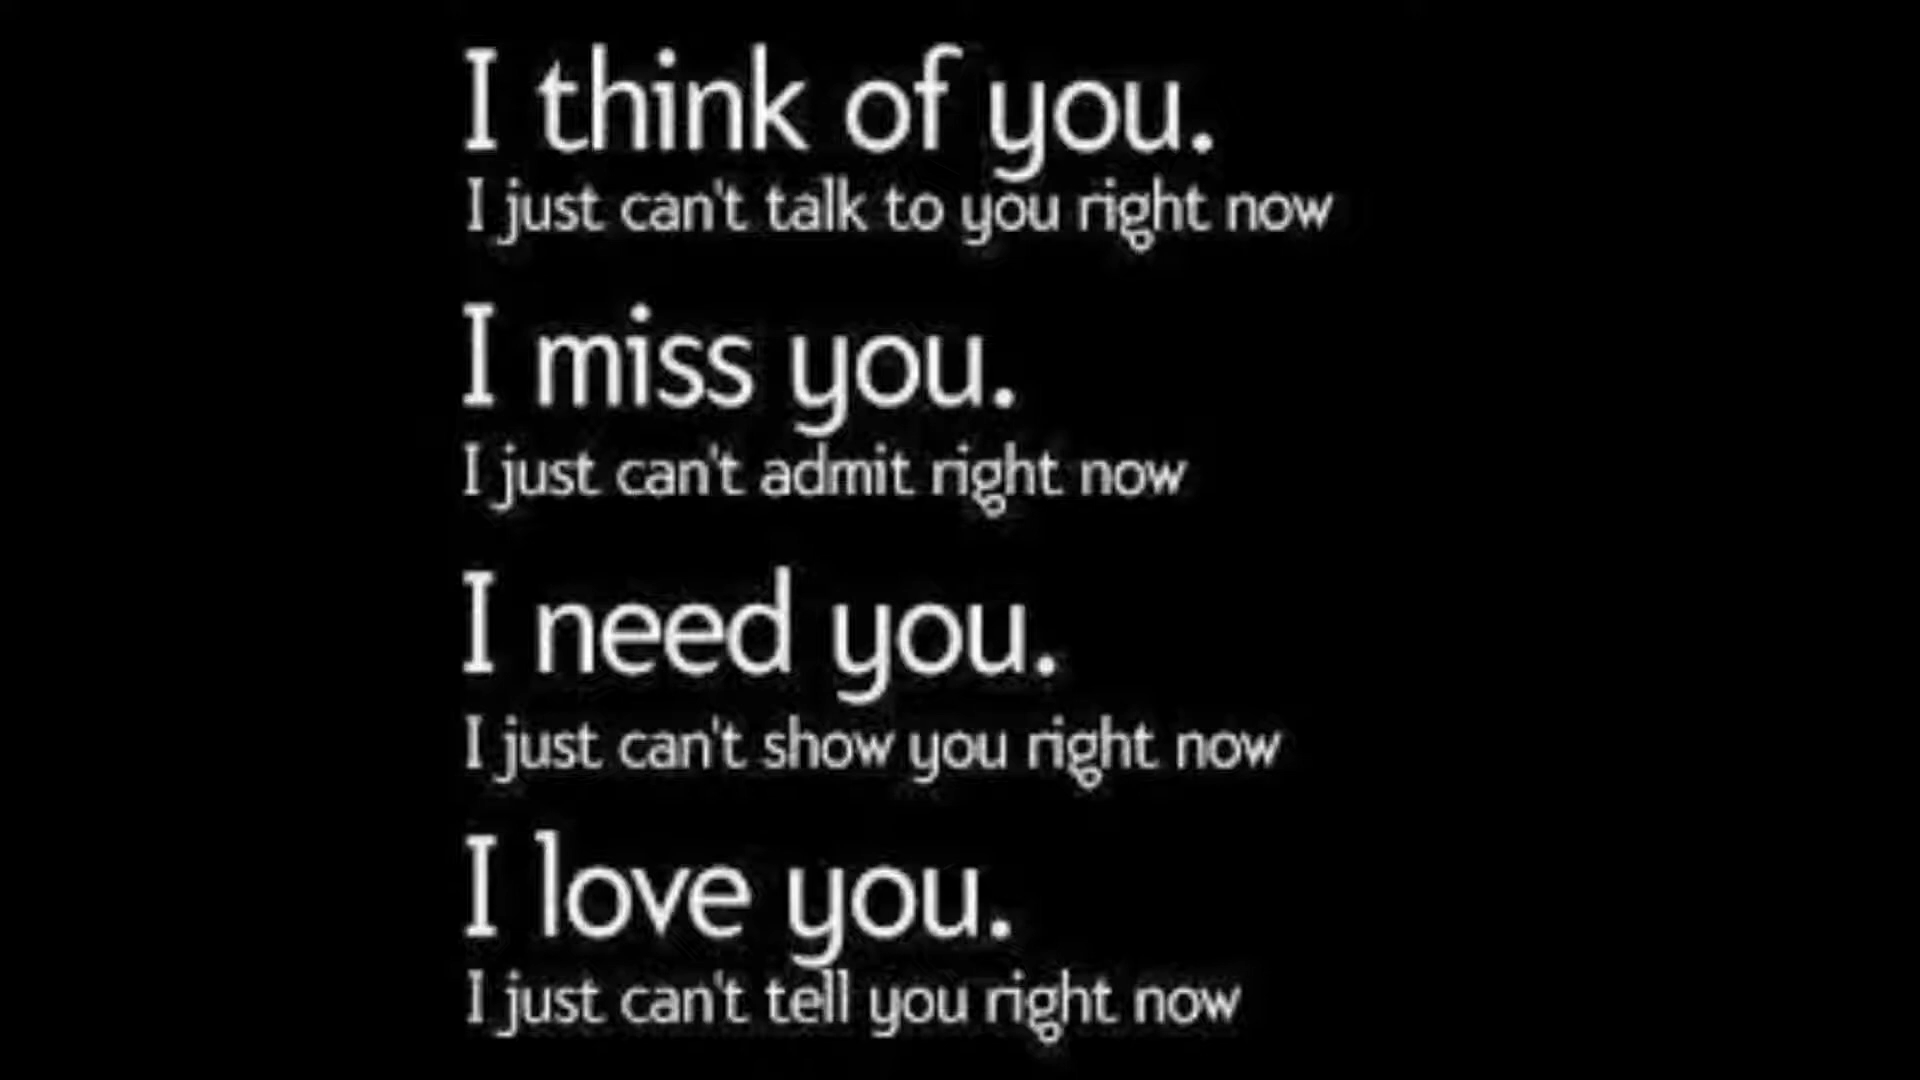 I think of you.
I just can't talk to you right now
I miss you.
I just can't admit right now
I need you.
I just can't show you right now
I love you.
I just can't tell you right now